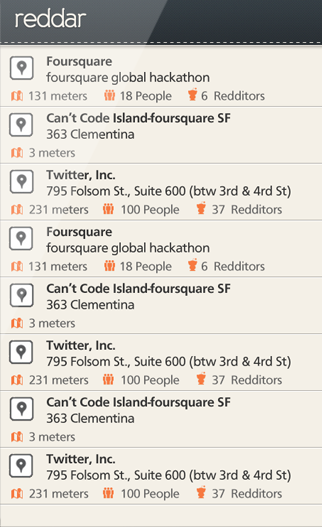 reddar
Foursquare
foursquare global hackathon
131 meters 18 People 6 Redditors
Can't Code Island-foursquare SF
363 Clementina
3 meters
Twitter, Inc.
795 Folsom St., Suite 600 (btw 3rd & 4rd St)
231 meters 100 People 37 Redditors
Foursquare
foursquare global hackathon
131 meters 18 People 6 Redditors
Can't Code Island-foursquare SF
363 Clementina
3 meters
Twitter, Inc.
795 Folsom St., Suite 600 (btw 3rd & 4rd St)
231 meters 100 People 37 Redditors
Can't Code Island-foursquare SF
363 Clementina
3 meters
Twitter, Inc.
795 Folsom St., Suite 600 (btw 3rd & 4rd St)
231 meters 100 People 37 Redditors